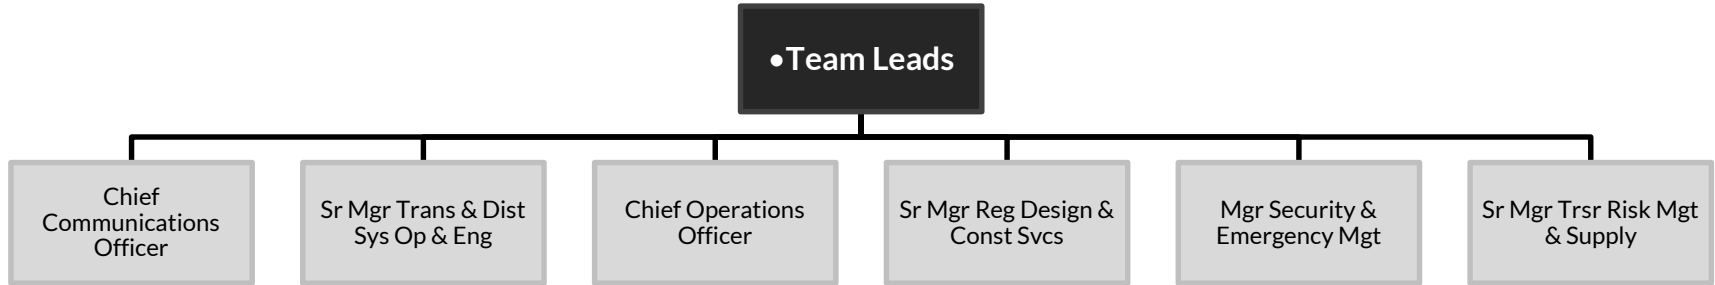 •Team Leads
Chief
Communications
Officer
Sr Mgr Trans & Dist
Sys Op & Eng
Chief Operations
Officer
Sr Mgr Reg Design &
Const Svcs
Mgr Security &
Emergency Mgt
Sr Mgr Trsr Risk Mgt
& Supply